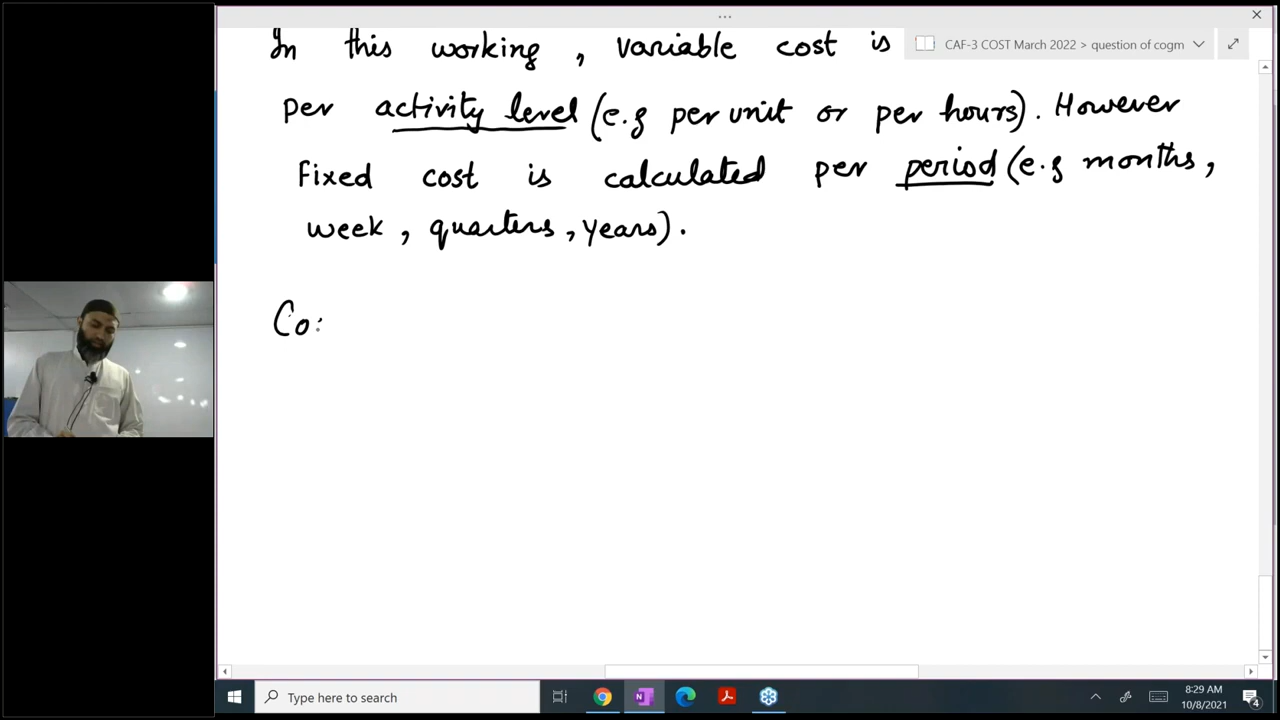 In this working , variable cost is
CAF-3 COST March 2022 > question of cogm
per activity level (e.g per unit or per hours) . However
fixed cost is calculated per period (e.g months ,
week , quarters , years) .
Co
Type here to search
8:29 AM
10/8/2021
4